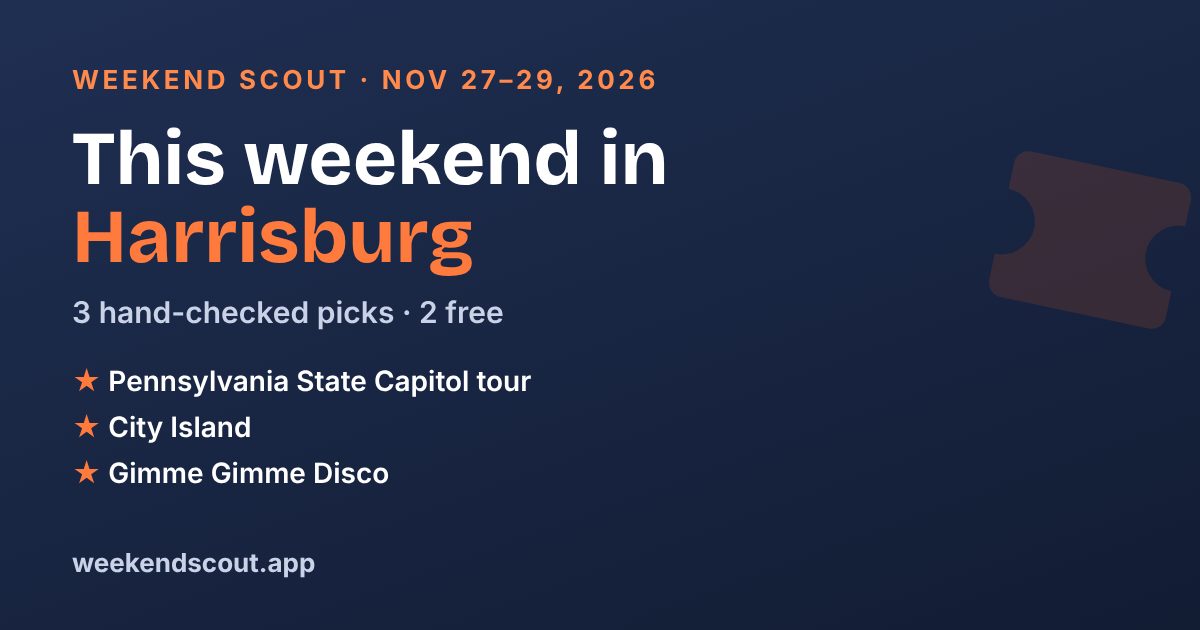 WEEKEND SCOUT · NOV 27–29, 2026
This weekend in
Harrisburg
3 hand-checked picks · 2 free
★ Pennsylvania State Capitol tour
★ City Island
★ Gimme Gimme Disco
weekendscout.app